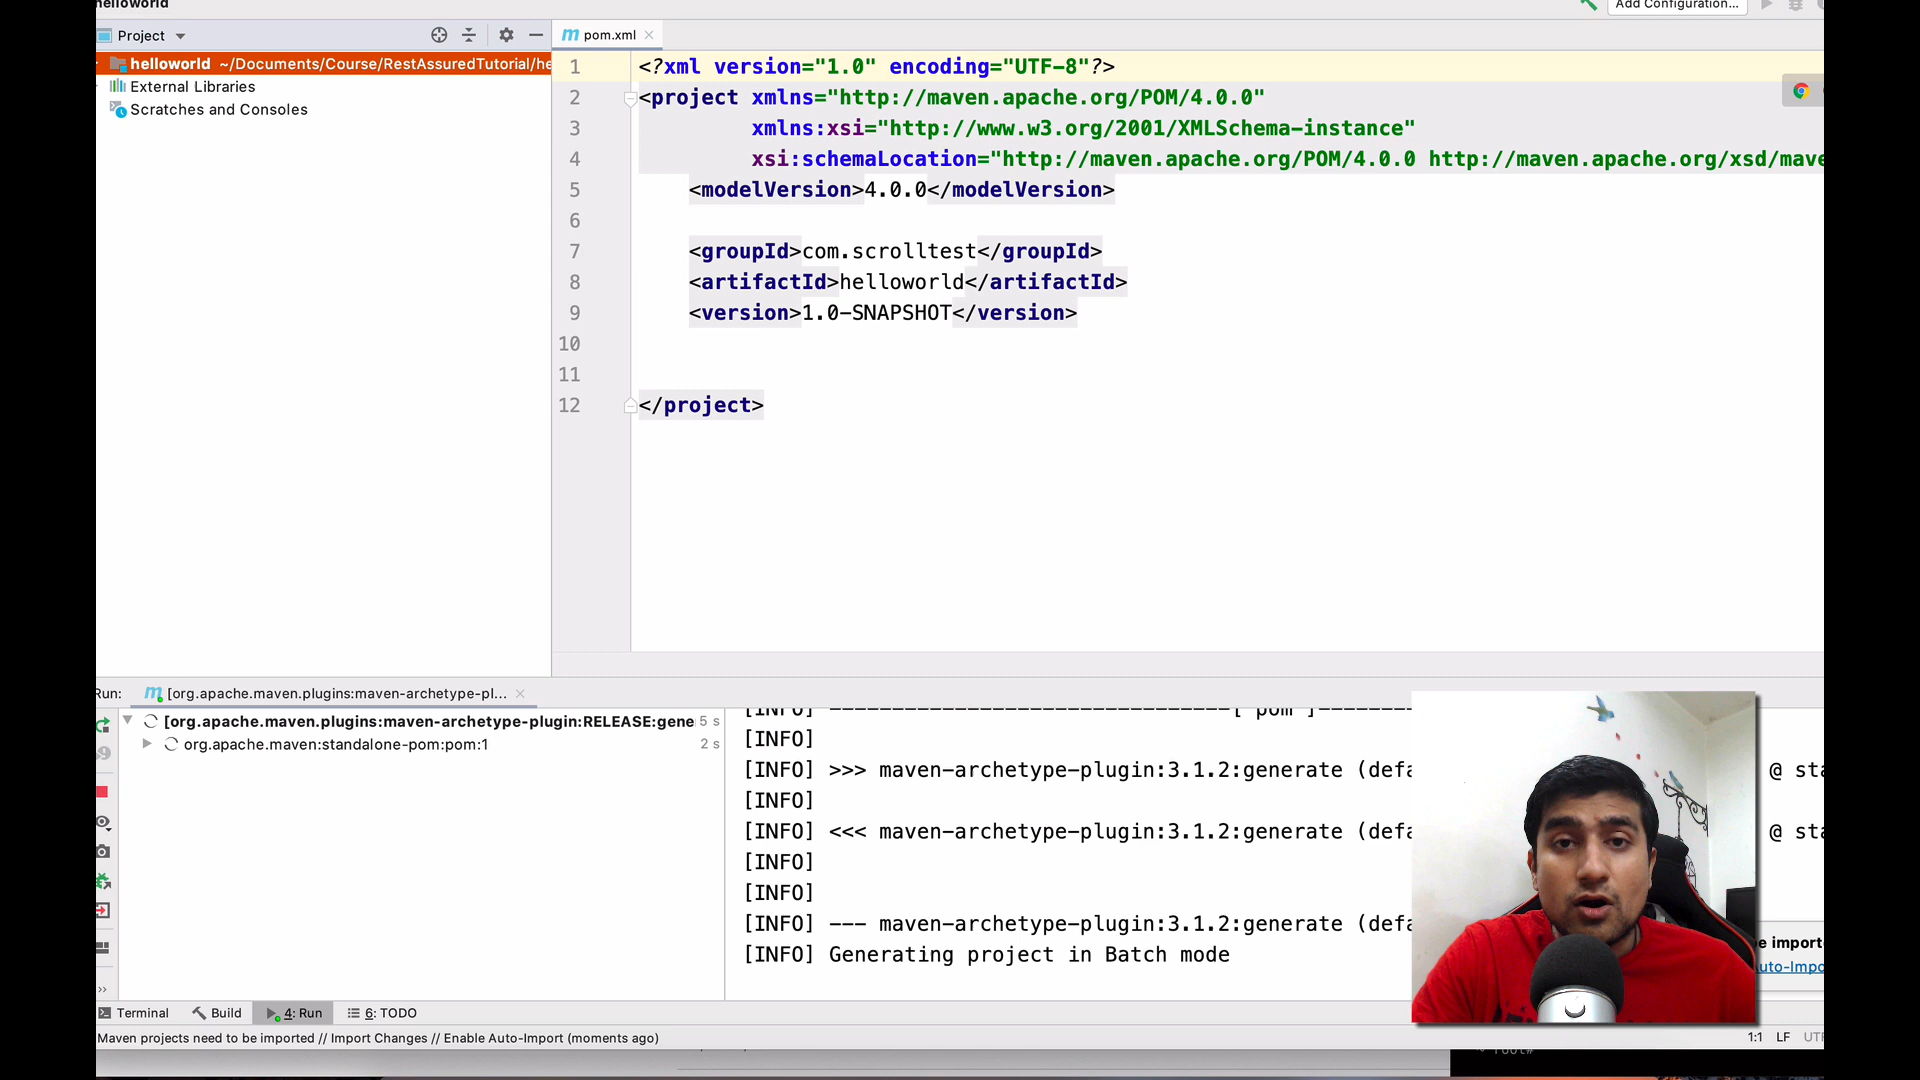 helloworld
Add Configuration...
Project
pom.xml
helloworld ~/Documents/Course/RestAssuredTutorial/he
External Libraries
Scratches and Consoles
1 <?xml version="1.0" encoding="UTF-8"?>
2 <project xmlns="http://maven.apache.org/POM/4.0.0"
3 xmlns:xsi="http://www.w3.org/2001/XMLSchema-instance"
4 xsi:schemaLocation="http://maven.apache.org/POM/4.0.0 http://maven.apache.org/xsd/mave
5 <modelVersion>4.0.0</modelVersion>
6
7 <groupId>com.scrolltest</groupId>
8 <artifactId>helloworld</artifactId>
9 <version>1.0-SNAPSHOT</version>
10
11
12 </project>
Run: [org.apache.maven.plugins:maven-archetype-pl...
[org.apache.maven.plugins:maven-archetype-plugin:RELEASE:gene 5 s
org.apache.maven:standalone-pom:pom:1 2 s
[INFO] --------------------------------[ pom ]--------
[INFO]
[INFO] >>> maven-archetype-plugin:3.1.2:generate (defa @ sta
[INFO]
[INFO] <<< maven-archetype-plugin:3.1.2:generate (defa @ sta
[INFO]
[INFO]
[INFO] --- maven-archetype-plugin:3.1.2:generate (defa
[INFO] Generating project in Batch mode
e import
uto-Impo
Terminal Build 4: Run 6: TODO
Maven projects need to be imported // Import Changes // Enable Auto-Import (moments ago)
1:1 LF UTF